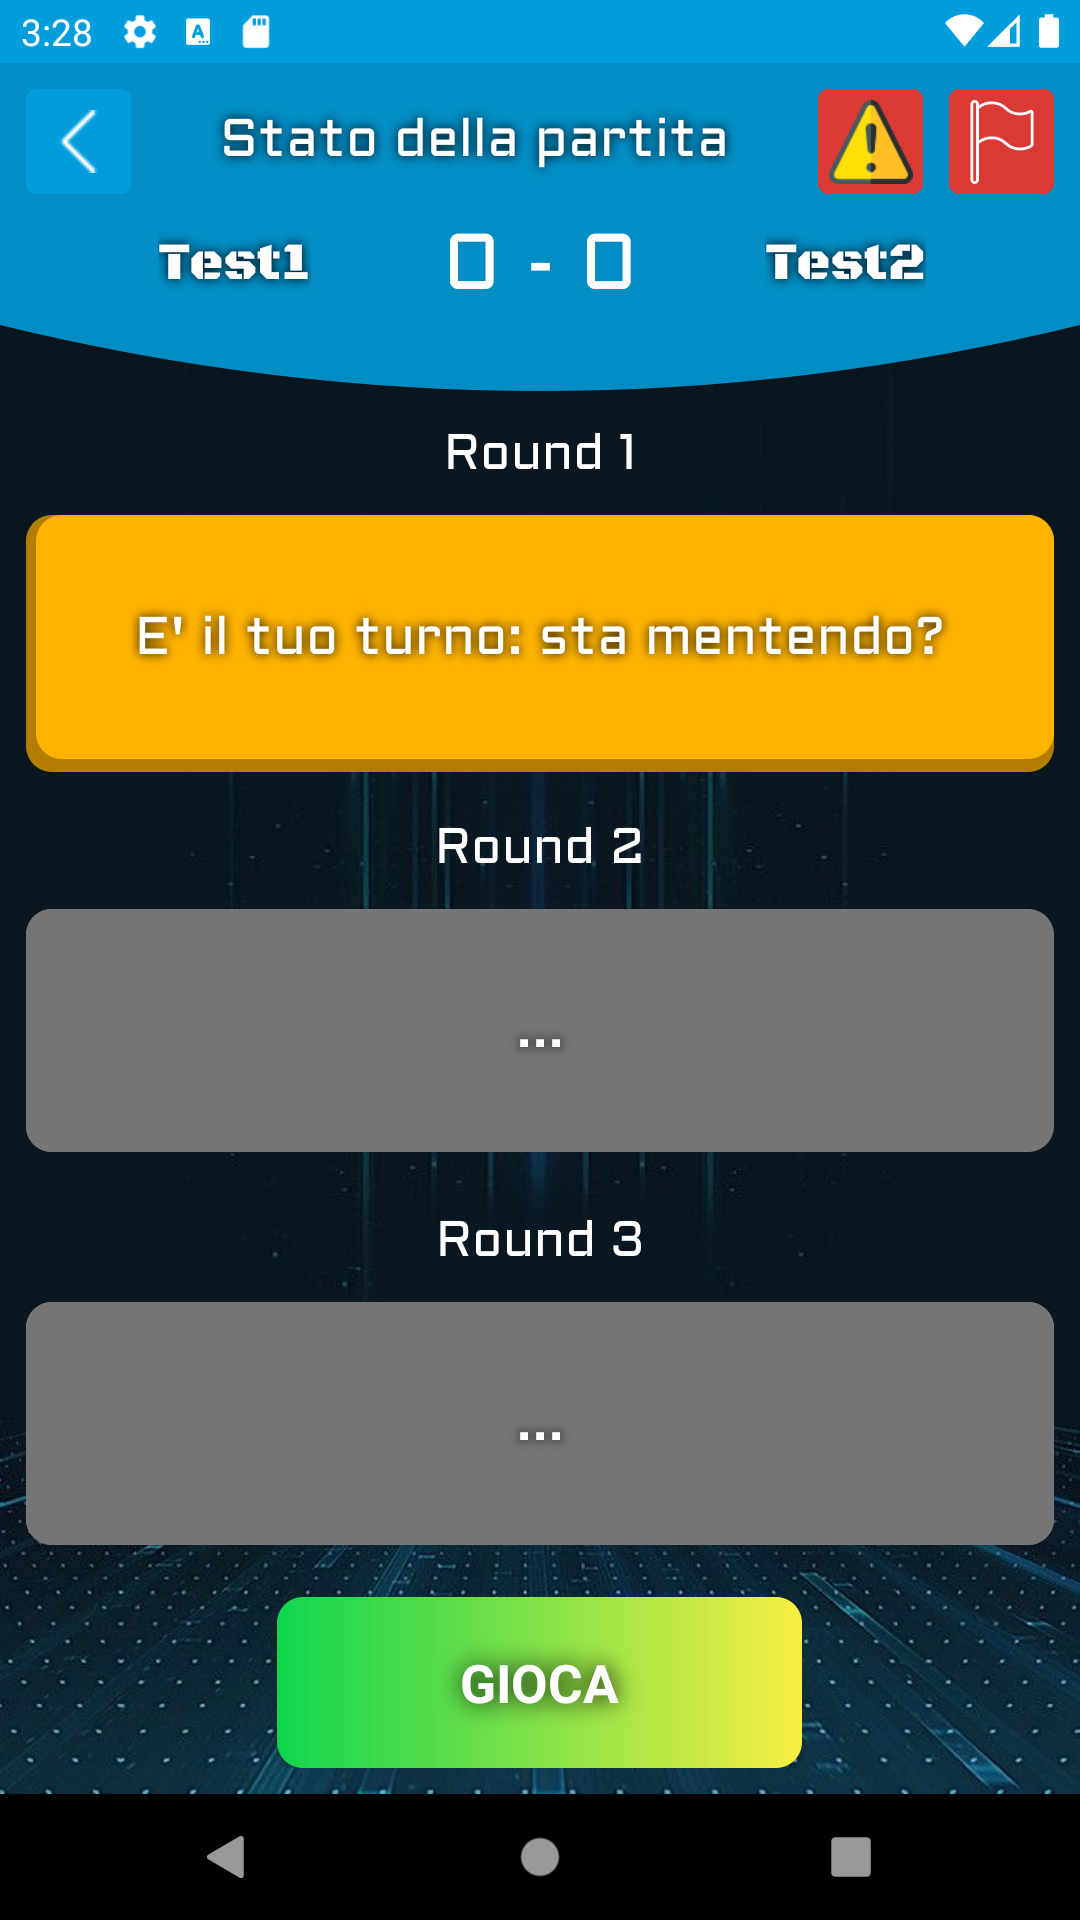 3:28
Stato della partita
Test1 0 - 0 Test2
Round 1
E' il tuo turno: sta mentendo?
Round 2
...
Round 3
...
GIOCA